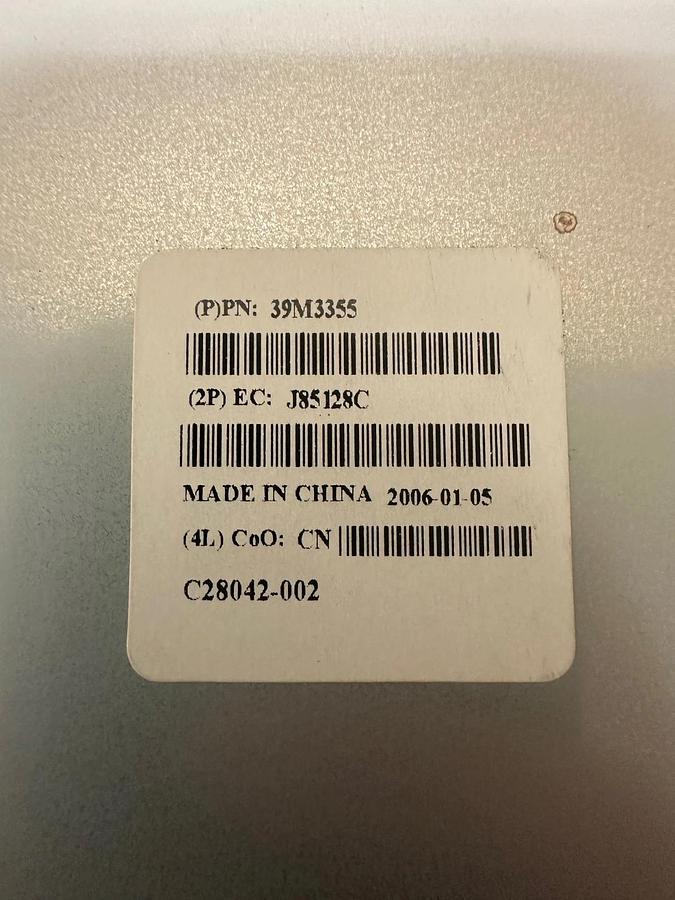 (P)PN: 39M3355
(2P) EC: J85128C
MADE IN CHINA 2006-01-05
(4L) CoO: CN
C28042-002